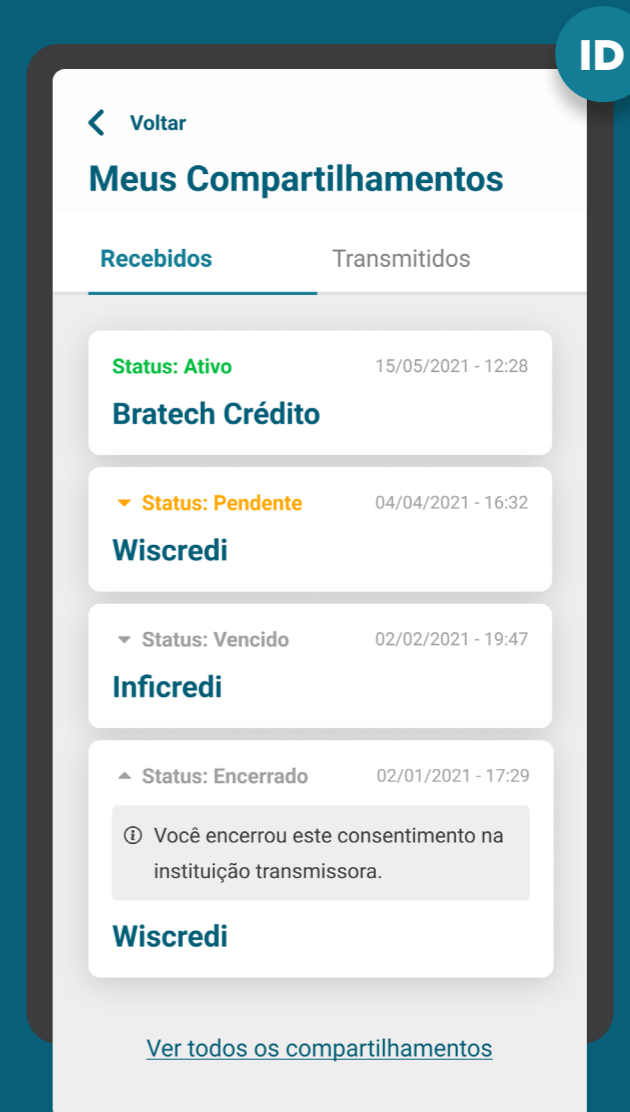 ID
Voltar
Meus Compartilhamentos
Recebidos Transmitidos
Status: Ativo 15/05/2021 - 12:28
Bratech Crédito
Status: Pendente 04/04/2021 - 16:32
Wiscredi
Status: Vencido 02/02/2021 - 19:47
Inficredi
Status: Encerrado 02/01/2021 - 17:29
Você encerrou este consentimento na
instituição transmissora.
Wiscredi
Ver todos os compartilhamentos